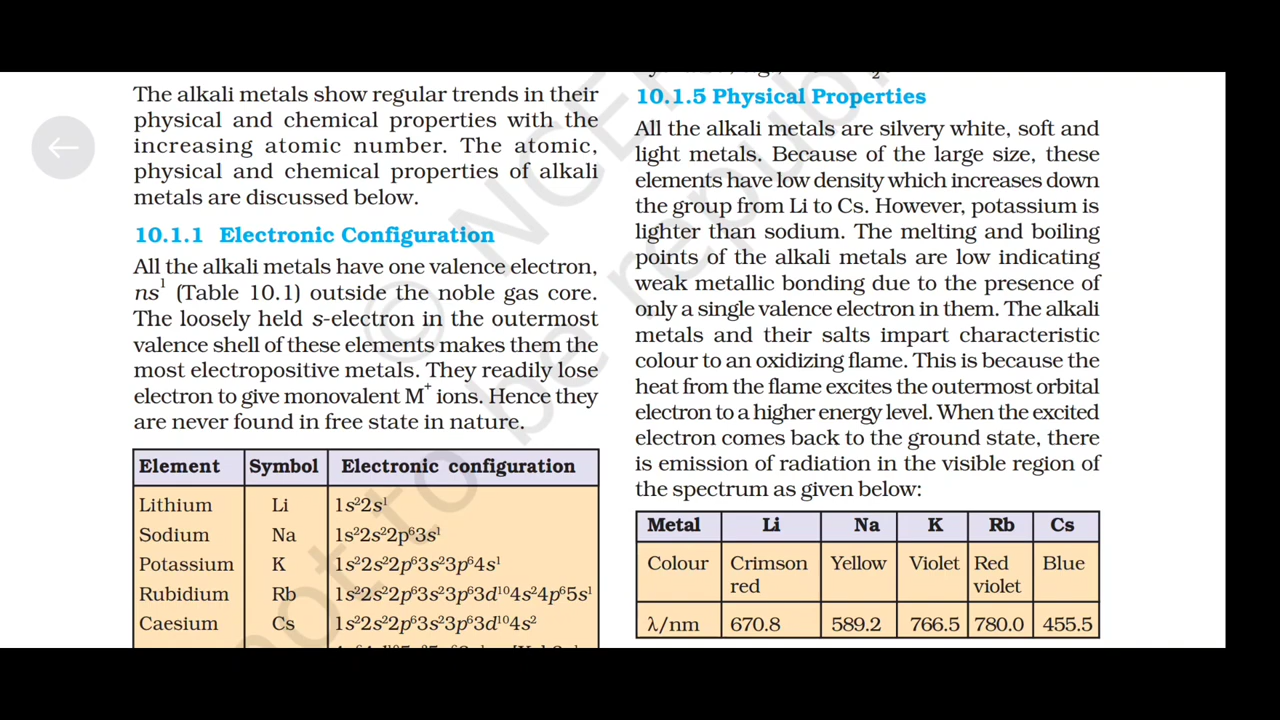 The alkali metals show regular trends in their
physical and chemical properties with the
increasing atomic number. The atomic,
physical and chemical properties of alkali
metals are discussed below.
10.1.1 Electronic Configuration
All the alkali metals have one valence electron,
ns¹ (Table 10.1) outside the noble gas core.
The loosely held s-electron in the outermost
valence shell of these elements makes them the
most electropositive metals. They readily lose
electron to give monovalent M⁺ ions. Hence they
are never found in free state in nature.
Element Symbol Electronic configuration
Lithium Li 1s²2s¹
Sodium Na 1s²2s²2p⁶3s¹
Potassium K 1s²2s²2p⁶3s²3p⁶4s¹
Rubidium Rb 1s²2s²2p⁶3s²3p⁶3d¹⁰4s²4p⁶5s¹
Caesium Cs 1s²2s²2p⁶3s²3p⁶3d¹⁰4s²
10.1.5 Physical Properties
All the alkali metals are silvery white, soft and
light metals. Because of the large size, these
elements have low density which increases down
the group from Li to Cs. However, potassium is
lighter than sodium. The melting and boiling
points of the alkali metals are low indicating
weak metallic bonding due to the presence of
only a single valence electron in them. The alkali
metals and their salts impart characteristic
colour to an oxidizing flame. This is because the
heat from the flame excites the outermost orbital
electron to a higher energy level. When the excited
electron comes back to the ground state, there
is emission of radiation in the visible region of
the spectrum as given below:
Metal Li Na K Rb Cs
Colour Crimson red Yellow Violet Red violet Blue
λ/nm 670.8 589.2 766.5 780.0 455.5
© NCE
not to be republ